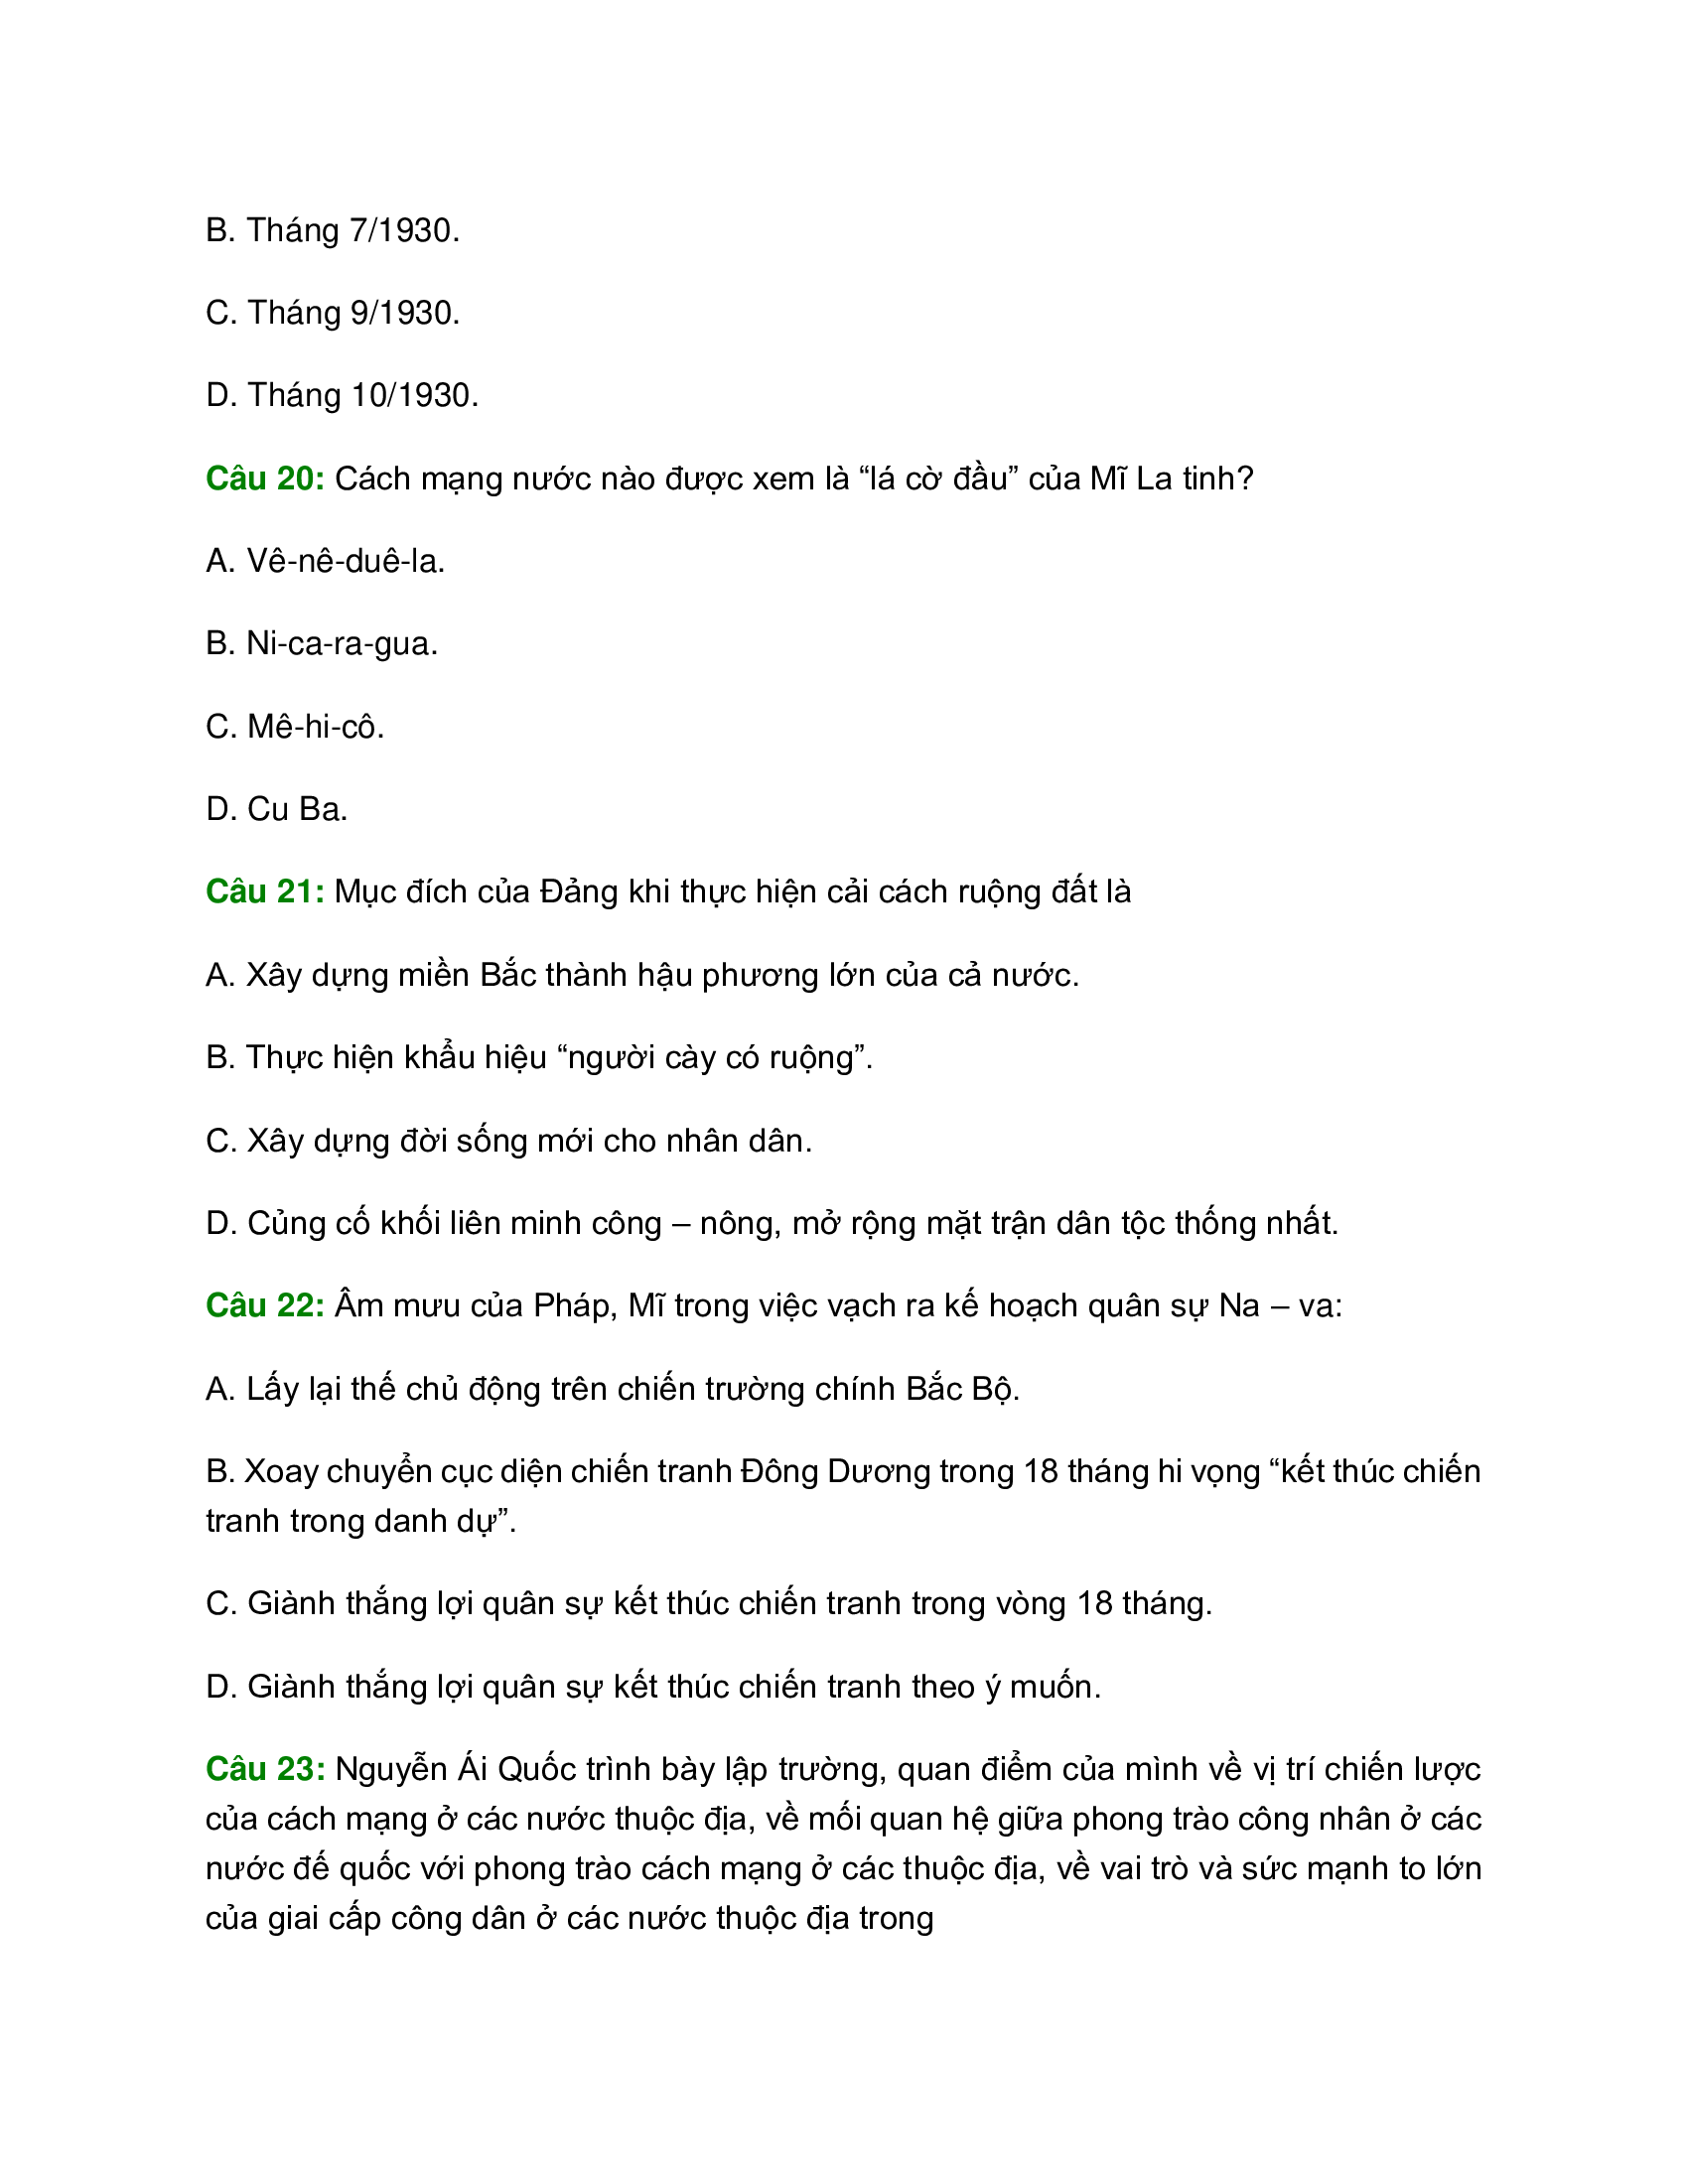 B. Tháng 7/1930.
C. Tháng 9/1930.
D. Tháng 10/1930.
Câu 20: Cách mạng nước nào được xem là “lá cờ đầu” của Mĩ La tinh?
A. Vê-nê-duê-la.
B. Ni-ca-ra-gua.
C. Mê-hi-cô.
D. Cu Ba.
Câu 21: Mục đích của Đảng khi thực hiện cải cách ruộng đất là
A. Xây dựng miền Bắc thành hậu phương lớn của cả nước.
B. Thực hiện khẩu hiệu “người cày có ruộng”.
C. Xây dựng đời sống mới cho nhân dân.
D. Củng cố khối liên minh công – nông, mở rộng mặt trận dân tộc thống nhất.
Câu 22: Âm mưu của Pháp, Mĩ trong việc vạch ra kế hoạch quân sự Na – va:
A. Lấy lại thế chủ động trên chiến trường chính Bắc Bộ.
B. Xoay chuyển cục diện chiến tranh Đông Dương trong 18 tháng hi vọng “kết thúc chiến
tranh trong danh dự”.
C. Giành thắng lợi quân sự kết thúc chiến tranh trong vòng 18 tháng.
D. Giành thắng lợi quân sự kết thúc chiến tranh theo ý muốn.
Câu 23: Nguyễn Ái Quốc trình bày lập trường, quan điểm của mình về vị trí chiến lược
của cách mạng ở các nước thuộc địa, về mối quan hệ giữa phong trào công nhân ở các
nước đế quốc với phong trào cách mạng ở các thuộc địa, về vai trò và sức mạnh to lớn
của giai cấp công dân ở các nước thuộc địa trong